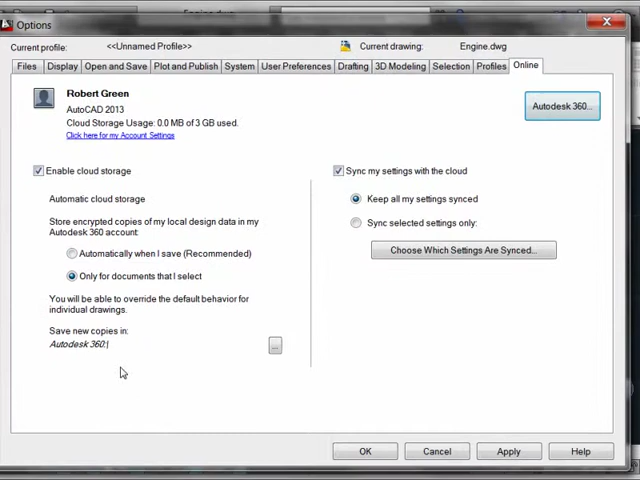 Engine.dwg
Options
Current profile: <<Unnamed Profile>> Current drawing: Engine.dwg
Files Display Open and Save Plot and Publish System User Preferences Drafting 3D Modeling Selection Profiles Online
Robert Green
AutoCAD 2013
Cloud Storage Usage: 0.0 MB of 3 GB used.
Click here for my Account Settings
Autodesk 360...
Enable cloud storage
Automatic cloud storage
Store encrypted copies of my local design data in my
Autodesk 360 account:
Automatically when I save (Recommended)
Only for documents that I select
You will be able to override the default behavior for
individual drawings.
Save new copies in:
Autodesk 360:|
...
Sync my settings with the cloud
Keep all my settings synced
Sync selected settings only:
Choose Which Settings Are Synced...
OK Cancel Apply Help